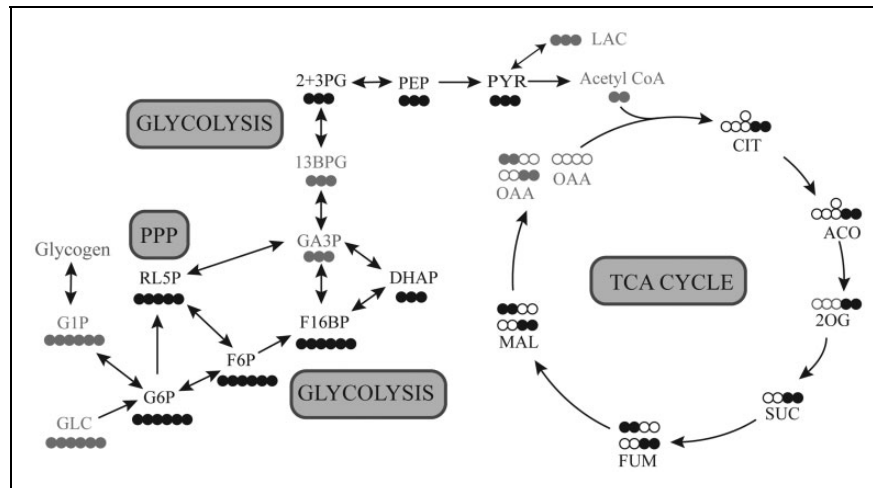 LAC
2+3PG
PEP
PYR
Acetyl CoA
GLYCOLYSIS
CIT
13BPG
OAA
OAA
Glycogen
PPP
GA3P
ACO
RL5P
DHAP
TCA CYCLE
G1P
F16BP
MAL
2OG
F6P
G6P
GLYCOLYSIS
SUC
GLC
FUM